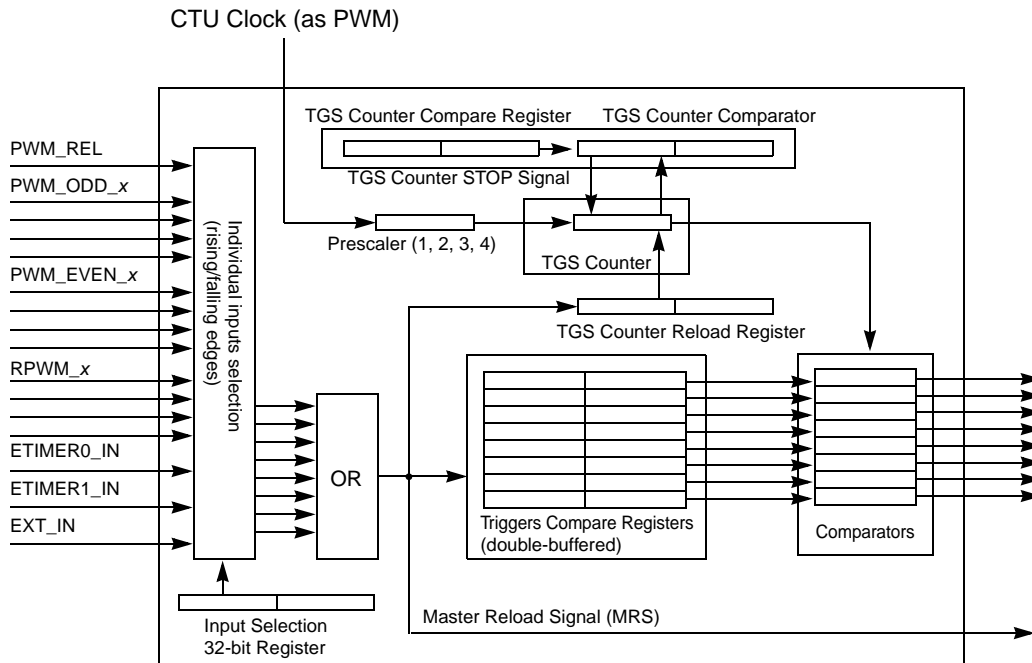 CTU Clock (as PWM)
TGS Counter Compare Register
TGS Counter Comparator
PWM_REL
PWM_ODD_x
TGS Counter STOP Signal
Individual inputs selection
(rising/falling edges)
Prescaler (1, 2, 3, 4)
TGS Counter
PWM_EVEN_x
TGS Counter Reload Register
RPWM_x
ETIMER0_IN
OR
ETIMER1_IN
EXT_IN
Triggers Compare Registers
(double-buffered)
Comparators
Input Selection
32-bit Register
Master Reload Signal (MRS)